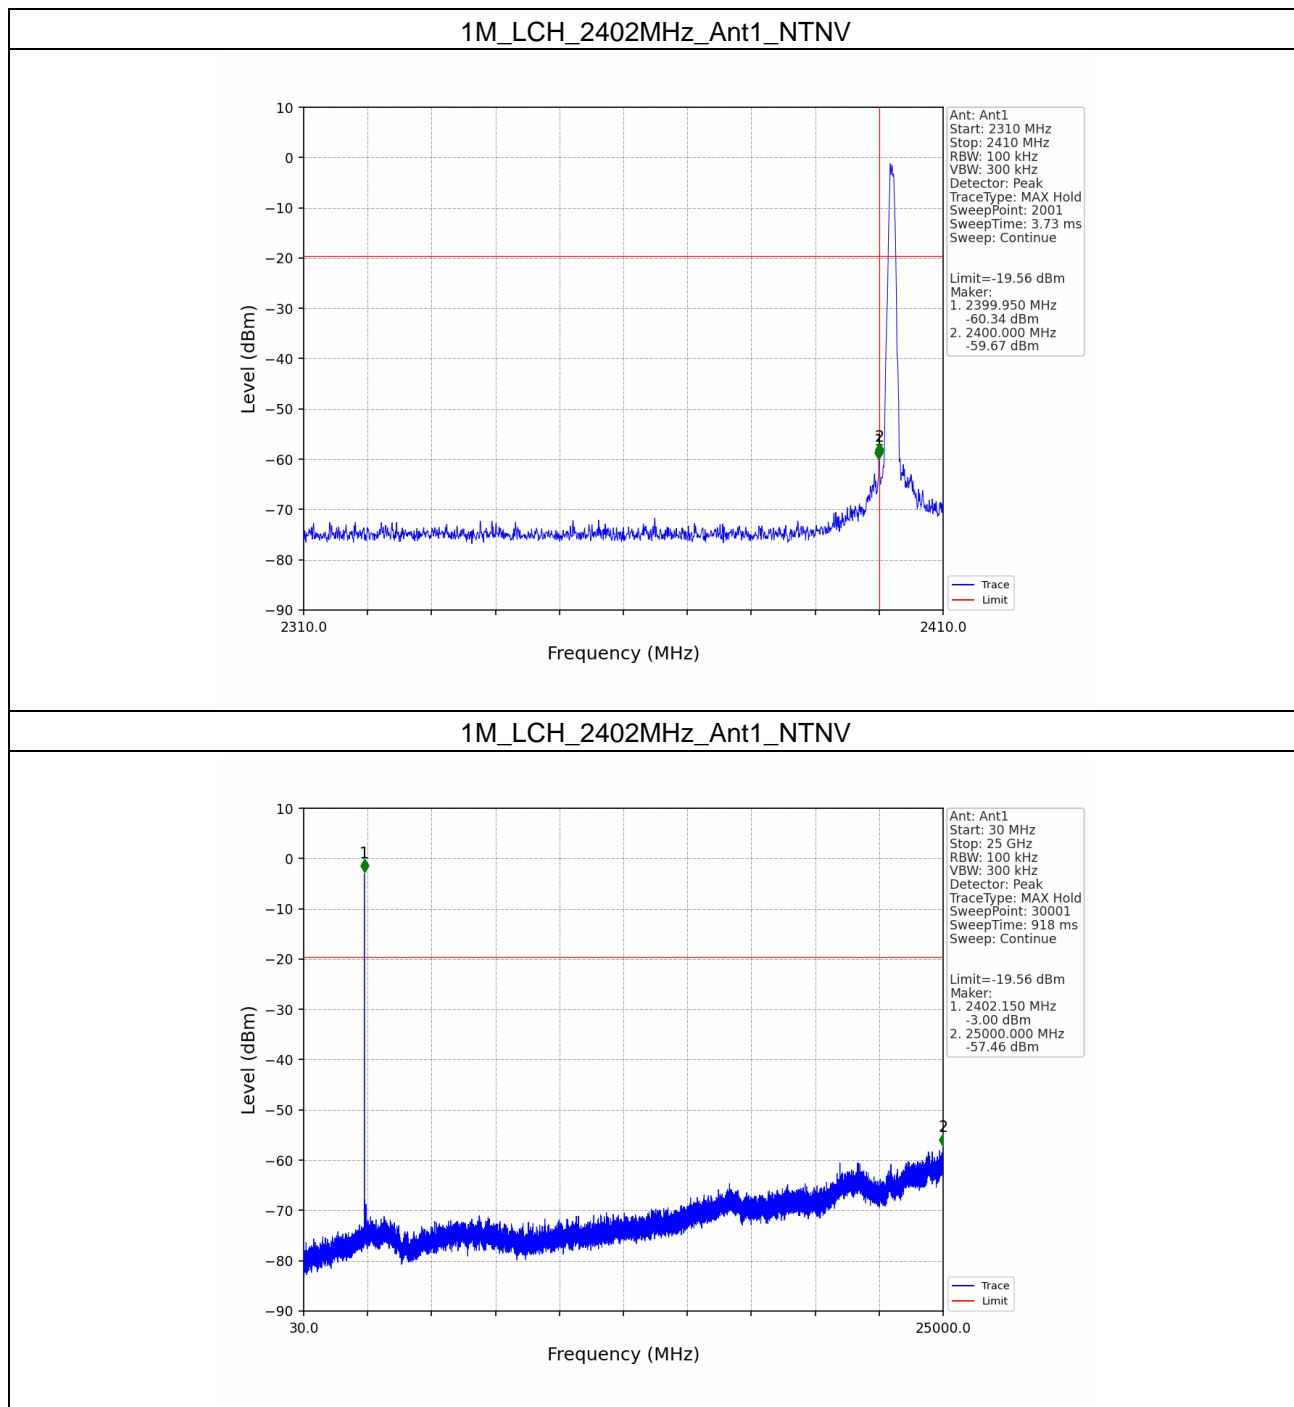 1M_LCH_2402MHz_Ant1_NTNV
10
0
−10
−20
−30
−40
−50
−60
−70
−80
−90
Level (dBm)
2
2310.0
2410.0
Frequency (MHz)
Ant: Ant1
Start: 2310 MHz
Stop: 2410 MHz
RBW: 100 kHz
VBW: 300 kHz
Detector: Peak
TraceType: MAX Hold
SweepPoint: 2001
SweepTime: 3.73 ms
Sweep: Continue
Limit=-19.56 dBm
Maker:
1. 2399.950 MHz
-60.34 dBm
2. 2400.000 MHz
-59.67 dBm
Trace
Limit
1M_LCH_2402MHz_Ant1_NTNV
10
0
−10
−20
−30
−40
−50
−60
−70
−80
−90
Level (dBm)
1
2
30.0
25000.0
Frequency (MHz)
Ant: Ant1
Start: 30 MHz
Stop: 25 GHz
RBW: 100 kHz
VBW: 300 kHz
Detector: Peak
TraceType: MAX Hold
SweepPoint: 30001
SweepTime: 918 ms
Sweep: Continue
Limit=-19.56 dBm
Maker:
1. 2402.150 MHz
-3.00 dBm
2. 25000.000 MHz
-57.46 dBm
Trace
Limit